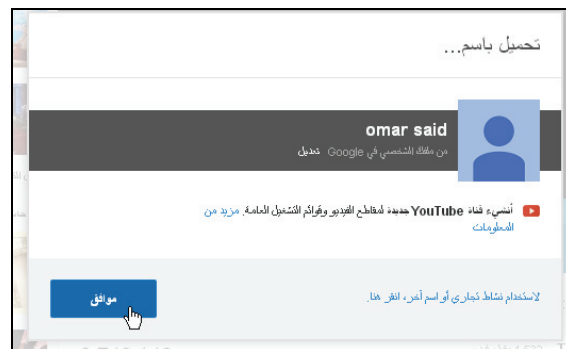 تحميل باسم...
omar said
من ملفك الشخصي في Google تعديل
أنشيء قناة YouTube جديدة لمقاطع الفيديو وقوائم التشغيل العامة. مزيد من
المعلومات
لاستخدام نشاط تجاري أو اسم آخر، انقر هنا.
موافق